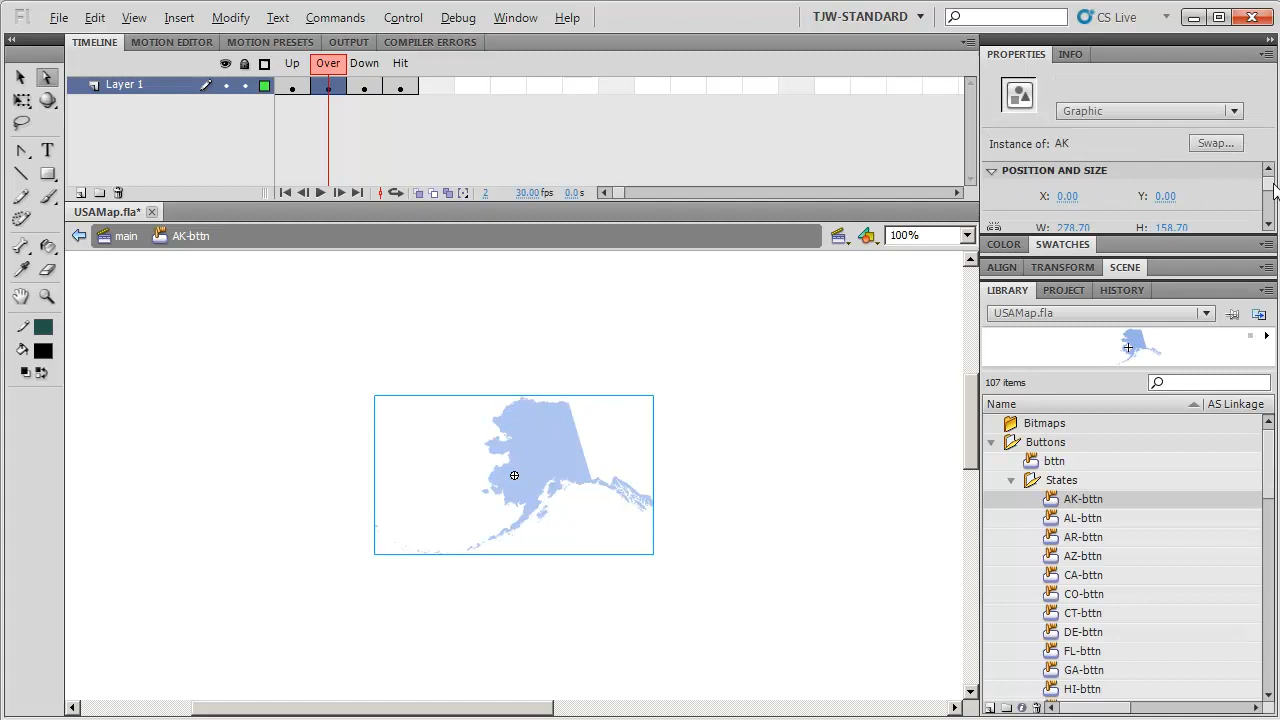 Fl File Edit View Insert Modify Text Commands Control Debug Window Help TJW-STANDARD CS Live
TIMELINE MOTION EDITOR MOTION PRESETS OUTPUT COMPILER ERRORS
Up Over Down Hit
Layer 1
2 30.00 fps 0.0 s
USAMap.fla*
main AK-bttn 100%
PROPERTIES INFO
Graphic
Instance of: AK Swap...
POSITION AND SIZE
X: 0.00 Y: 0.00
W: 278.70 H: 158.70
COLOR SWATCHES
ALIGN TRANSFORM SCENE
LIBRARY PROJECT HISTORY
USAMap.fla
107 items
Name AS Linkage
Bitmaps
Buttons
bttn
States
AK-bttn
AL-bttn
AR-bttn
AZ-bttn
CA-bttn
CO-bttn
CT-bttn
DE-bttn
FL-bttn
GA-bttn
HI-bttn